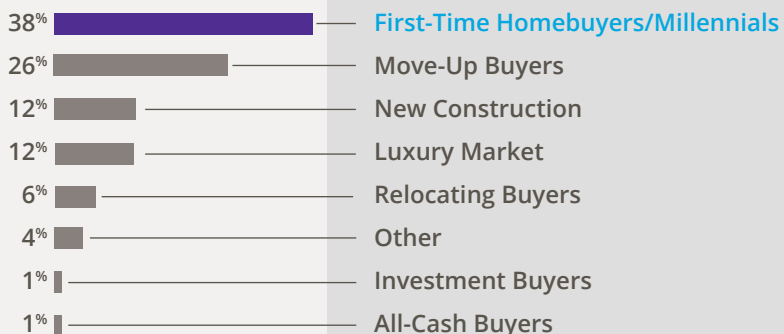 38% First-Time Homebuyers/Millennials
26% Move-Up Buyers
12% New Construction
12% Luxury Market
6% Relocating Buyers
4% Other
1% Investment Buyers
1% All-Cash Buyers